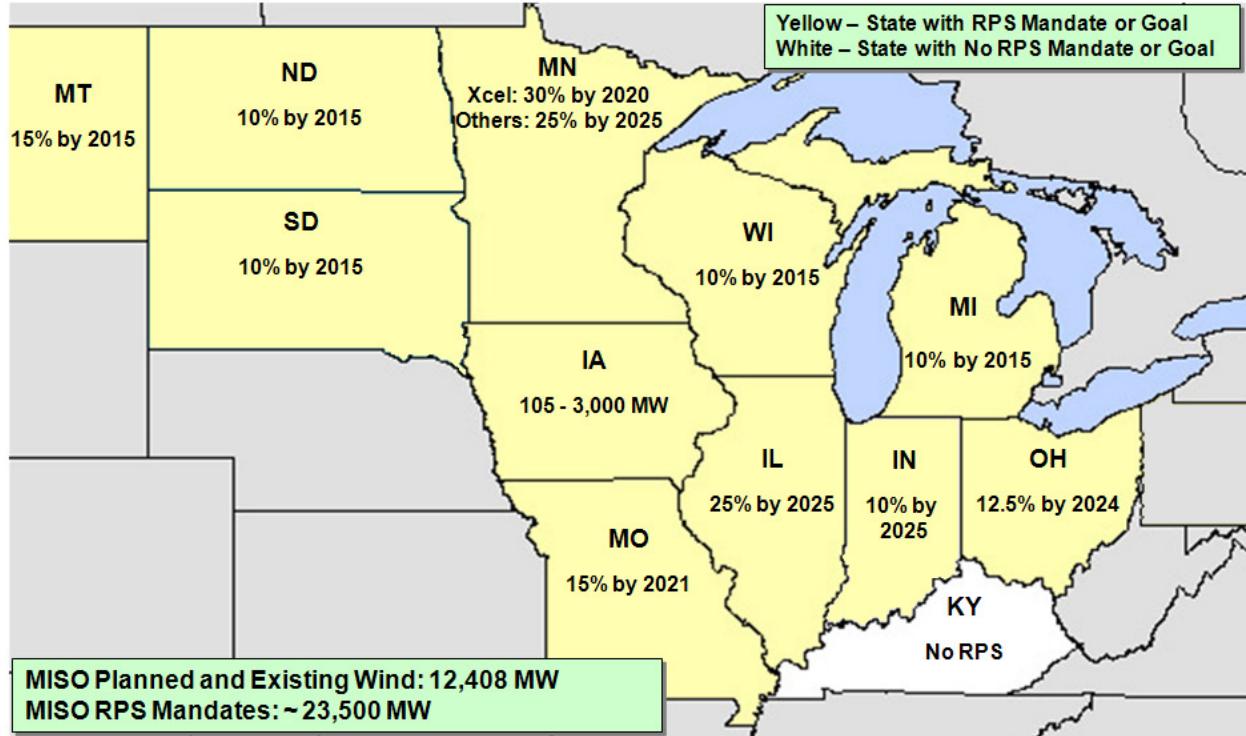 Yellow – State with RPS Mandate or Goal
White – State with No RPS Mandate or Goal
MT
15% by 2015
ND
10% by 2015
MN
Xcel: 30% by 2020
Others: 25% by 2025
SD
10% by 2015
WI
10% by 2015
MI
10% by 2015
IA
105 - 3,000 MW
IL
25% by 2025
IN
10% by
2025
OH
12.5% by 2024
MO
15% by 2021
KY
No RPS
MISO Planned and Existing Wind: 12,408 MW
MISO RPS Mandates: ~ 23,500 MW